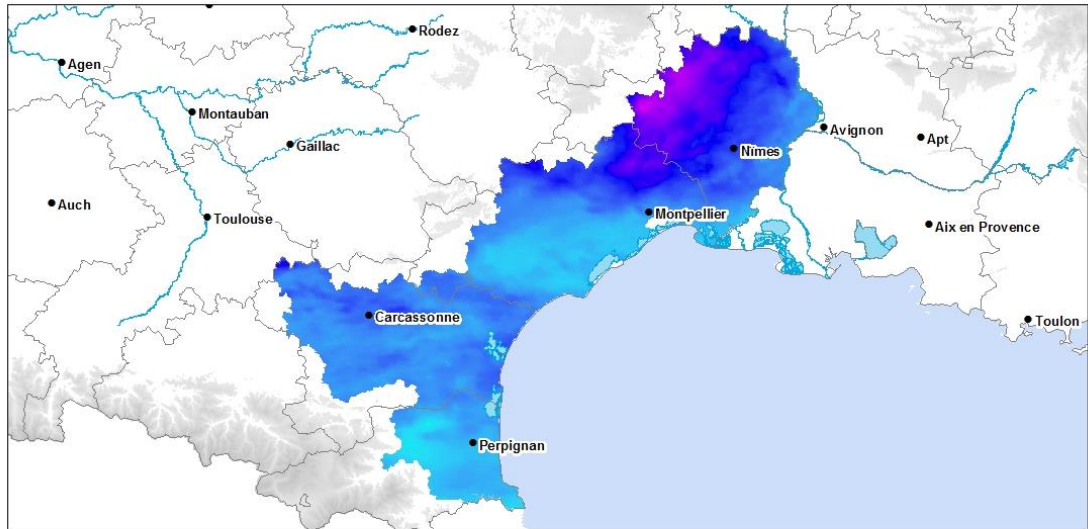 Rodez
Agen
Montauban
Avignon
Apt
Gaillac
Nîmes
Auch
Toulouse
Montpellier
Aix en Provence
Carcassonne
Toulon
Perpignan